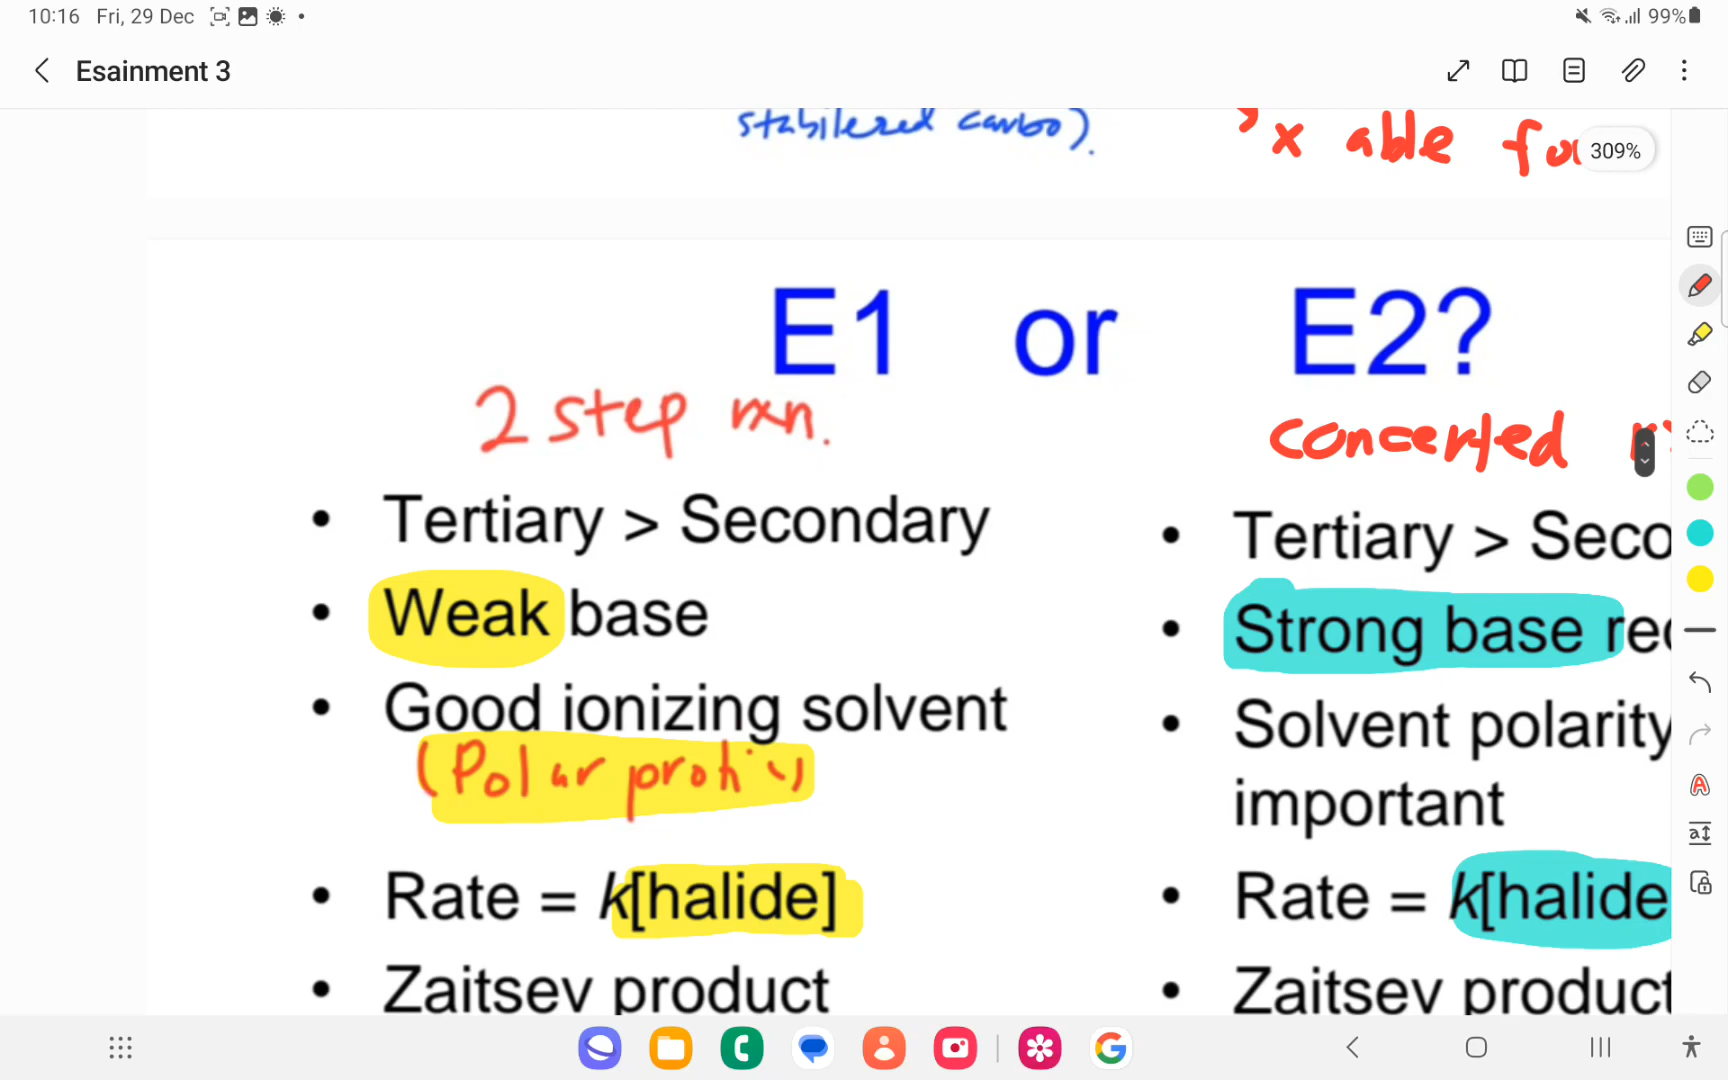 10:16 Fri, 29 Dec
99%
Esainment 3
stabilered carbo).
x able fo
309%
E1 or E2?
2 step rxn.
concerted
• Tertiary > Secondary
• Weak base
• Good ionizing solvent
(Polar protic)
• Rate = k[halide]
• Zaitsev product
• Tertiary > Seco
• Strong base rec
• Solvent polarity
important
• Rate = k[halide
• Zaitsev product